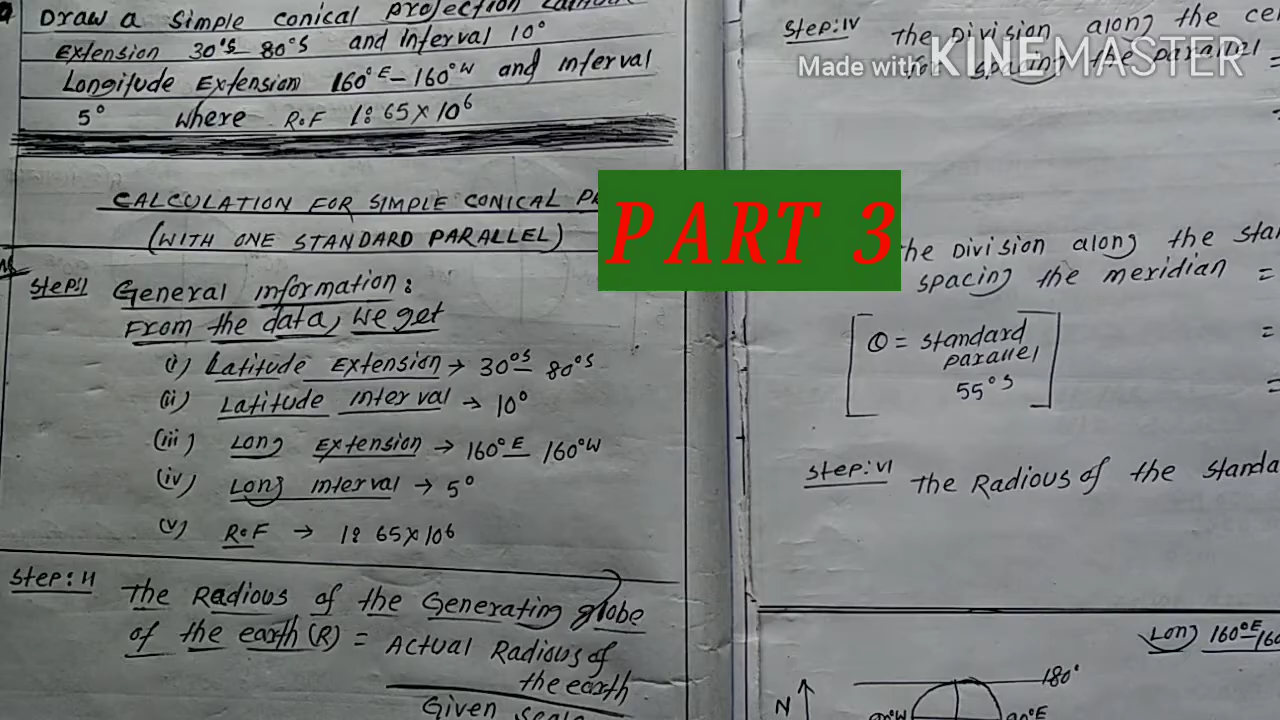 Draw a simple conical projection
Extension 30°S - 80°S and interval 10°
Longitude Extension 160°E - 160°W and interval
5° where R.F 1:65×10⁶
CALCULATION FOR SIMPLE CONICAL
(WITH ONE STANDARD PARALLEL)
Step:I General information:
From the data, we get
(i) Latitude Extension → 30°S 80°S
(ii) Latitude interval → 10°
(iii) Long Extension → 160°E 160°W
(iv) Long interval → 5°
(v) R.F → 1: 65×10⁶
Step: II The Radious of the Generating globe
of the earth (R) = Actual Radious of
the earth
Given scale
Step: IV the Division along the
Made with KINEMASTER
spacing the parallel =
PART 3
the Division along the
spacing the meridian =
= standard
parallel
55°S
=
=
Step: VI The Radious of the
Long 160°E
180°
N